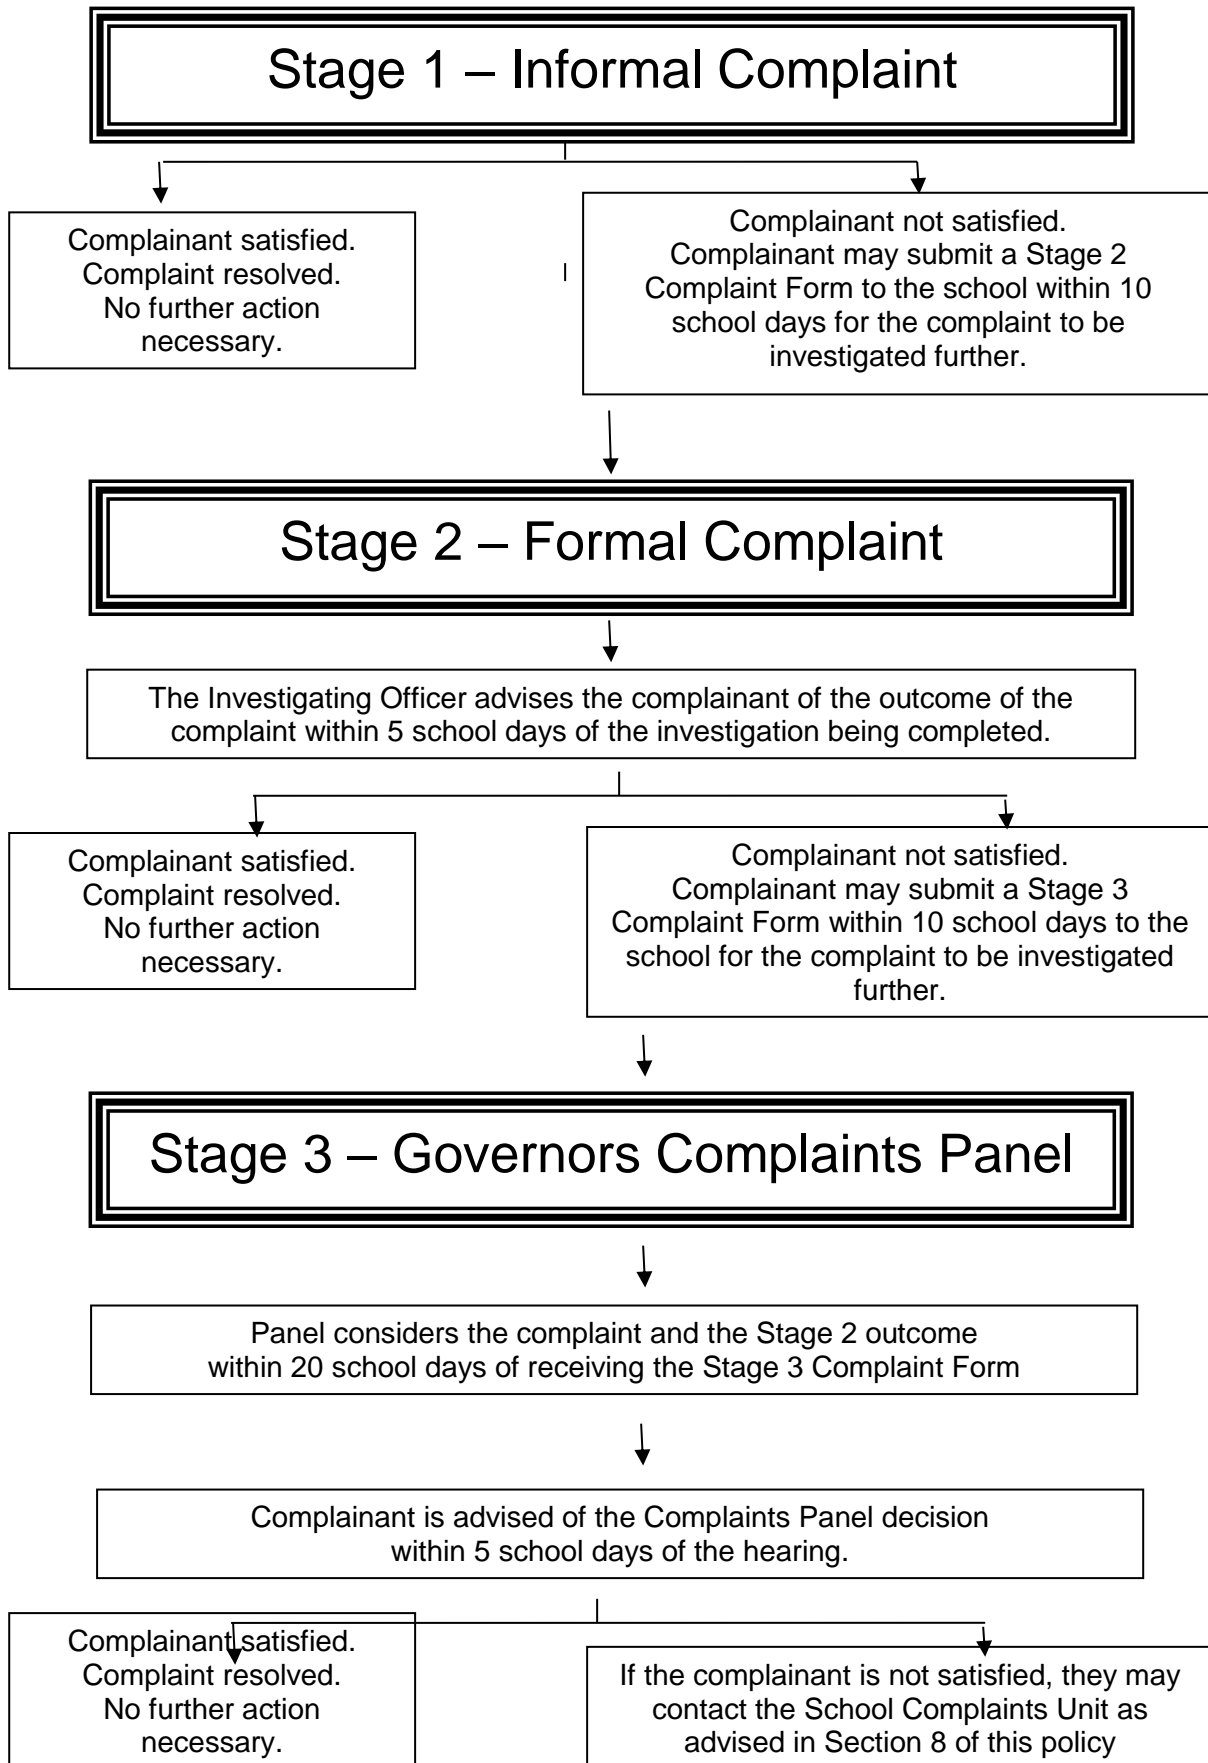 Stage 1 – Informal Complaint
Complainant satisfied.
Complaint resolved.
No further action
necessary.
Complainant not satisfied.
Complainant may submit a Stage 2
Complaint Form to the school within 10
school days for the complaint to be
investigated further.
Stage 2 – Formal Complaint
The Investigating Officer advises the complainant of the outcome of the
complaint within 5 school days of the investigation being completed.
Complainant satisfied.
Complaint resolved.
No further action
necessary.
Complainant not satisfied.
Complainant may submit a Stage 3
Complaint Form within 10 school days to the
school for the complaint to be investigated
further.
Stage 3 – Governors Complaints Panel
Panel considers the complaint and the Stage 2 outcome
within 20 school days of receiving the Stage 3 Complaint Form
Complainant is advised of the Complaints Panel decision
within 5 school days of the hearing.
Complainant satisfied.
Complaint resolved.
No further action
necessary.
If the complainant is not satisfied, they may
contact the School Complaints Unit as
advised in Section 8 of this policy